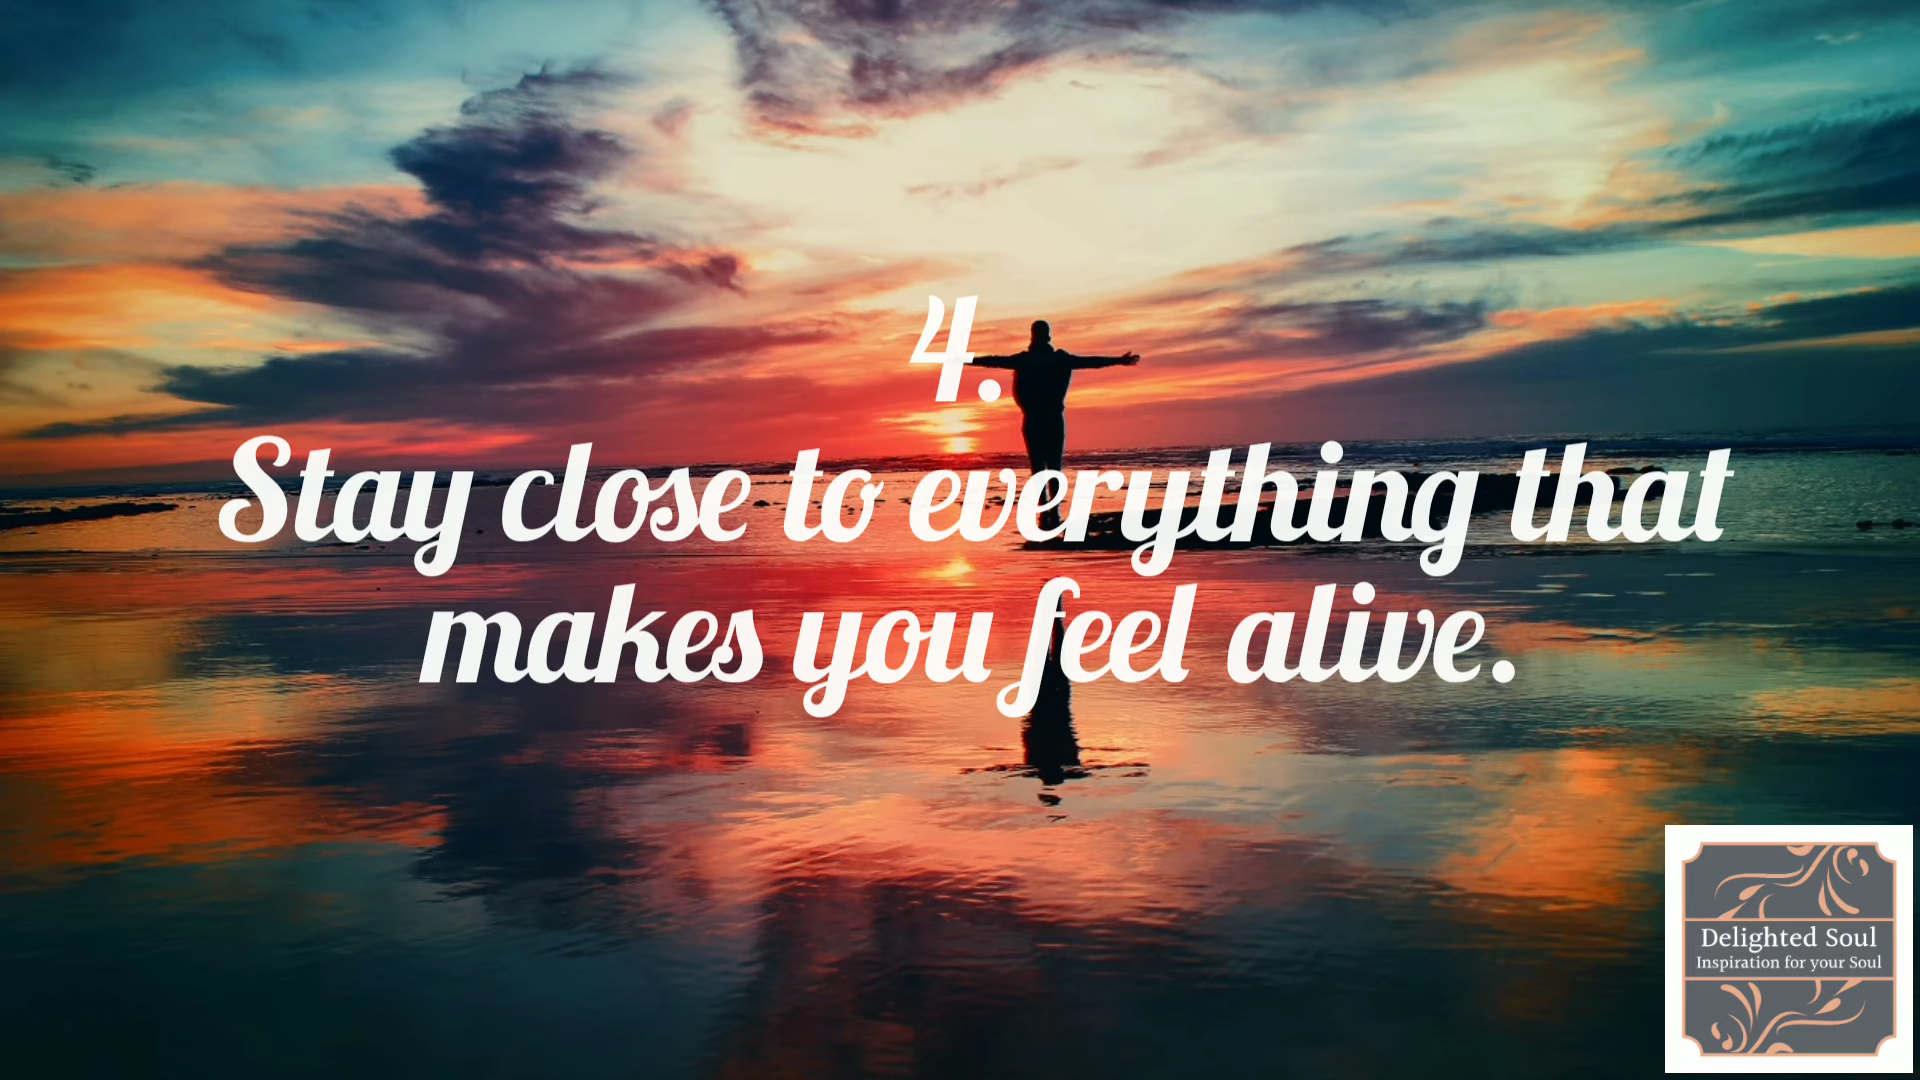 4.
Stay close to everything that
makes you feel alive.
Delighted Soul
Inspiration for your Soul